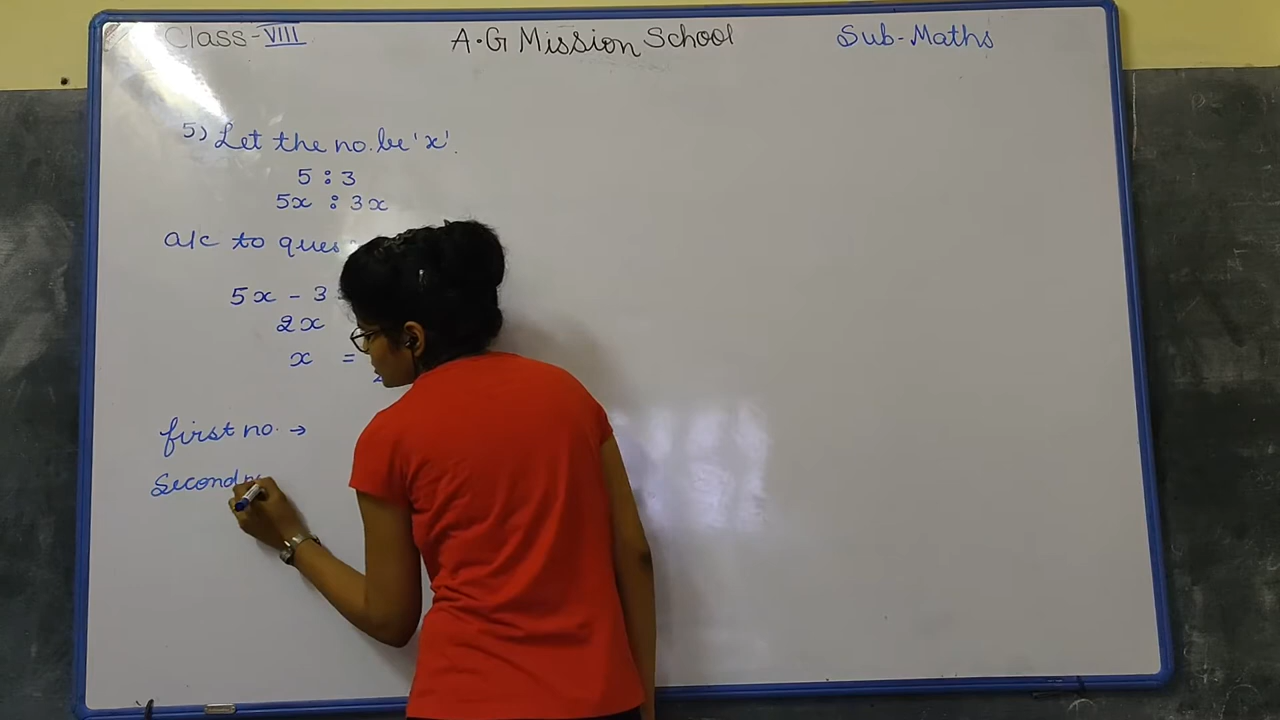 Class-VIII
A.G Mission School
Sub-Maths
5) Let the no. be 'x'.
5 : 3
5x : 3x
a/c to ques
5x - 3
2x
x =
2
first no. →
Second